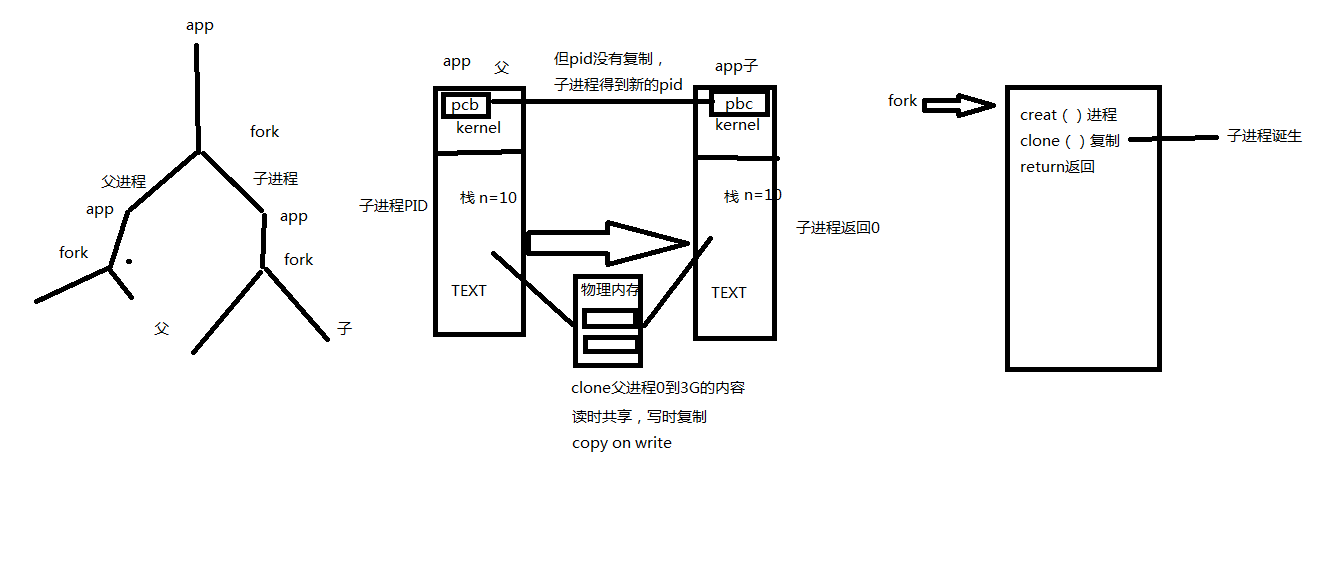 app
fork
父进程
子进程
app
app
fork
fork
父
子
app
父
但pid没有复制，
子进程得到新的pid
app子
pcb
kernel
pbc
kernel
子进程PID
栈 n=10
栈 n=10
子进程返回0
TEXT
物理内存
TEXT
clone父进程0到3G的内容
读时共享，写时复制
copy on write
fork
creat（ ）进程
clone（ ）复制
return返回
子进程诞生